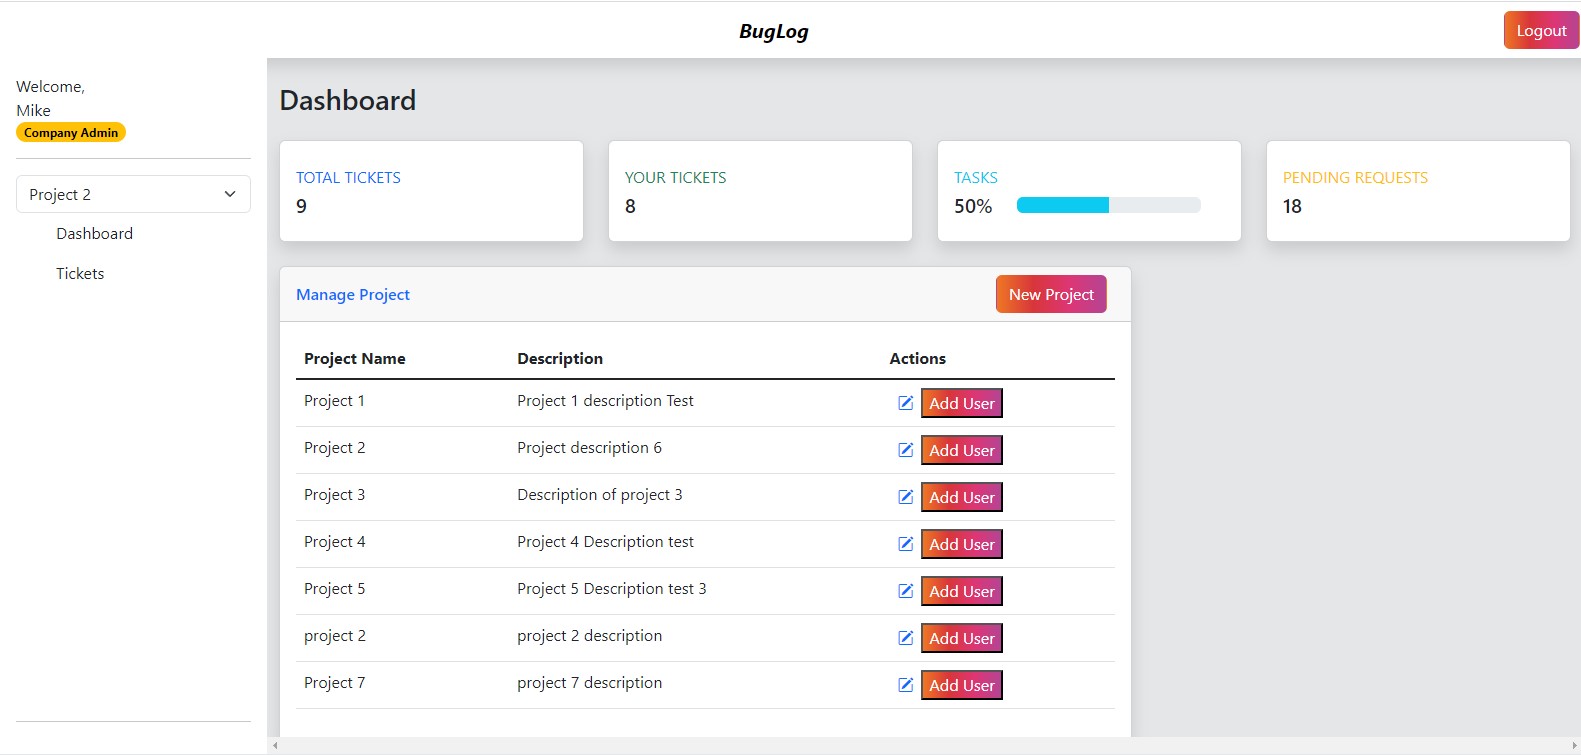 BugLog
Logout
Welcome,
Mike
Company Admin
Project 2
Dashboard
Tickets
Dashboard
TOTAL TICKETS
9
YOUR TICKETS
8
TASKS
50%
PENDING REQUESTS
18
Manage Project
New Project
Project Name Description Actions
Project 1 Project 1 description Test Add User
Project 2 Project description 6 Add User
Project 3 Description of project 3 Add User
Project 4 Project 4 Description test Add User
Project 5 Project 5 Description test 3 Add User
project 2 project 2 description Add User
Project 7 project 7 description Add User